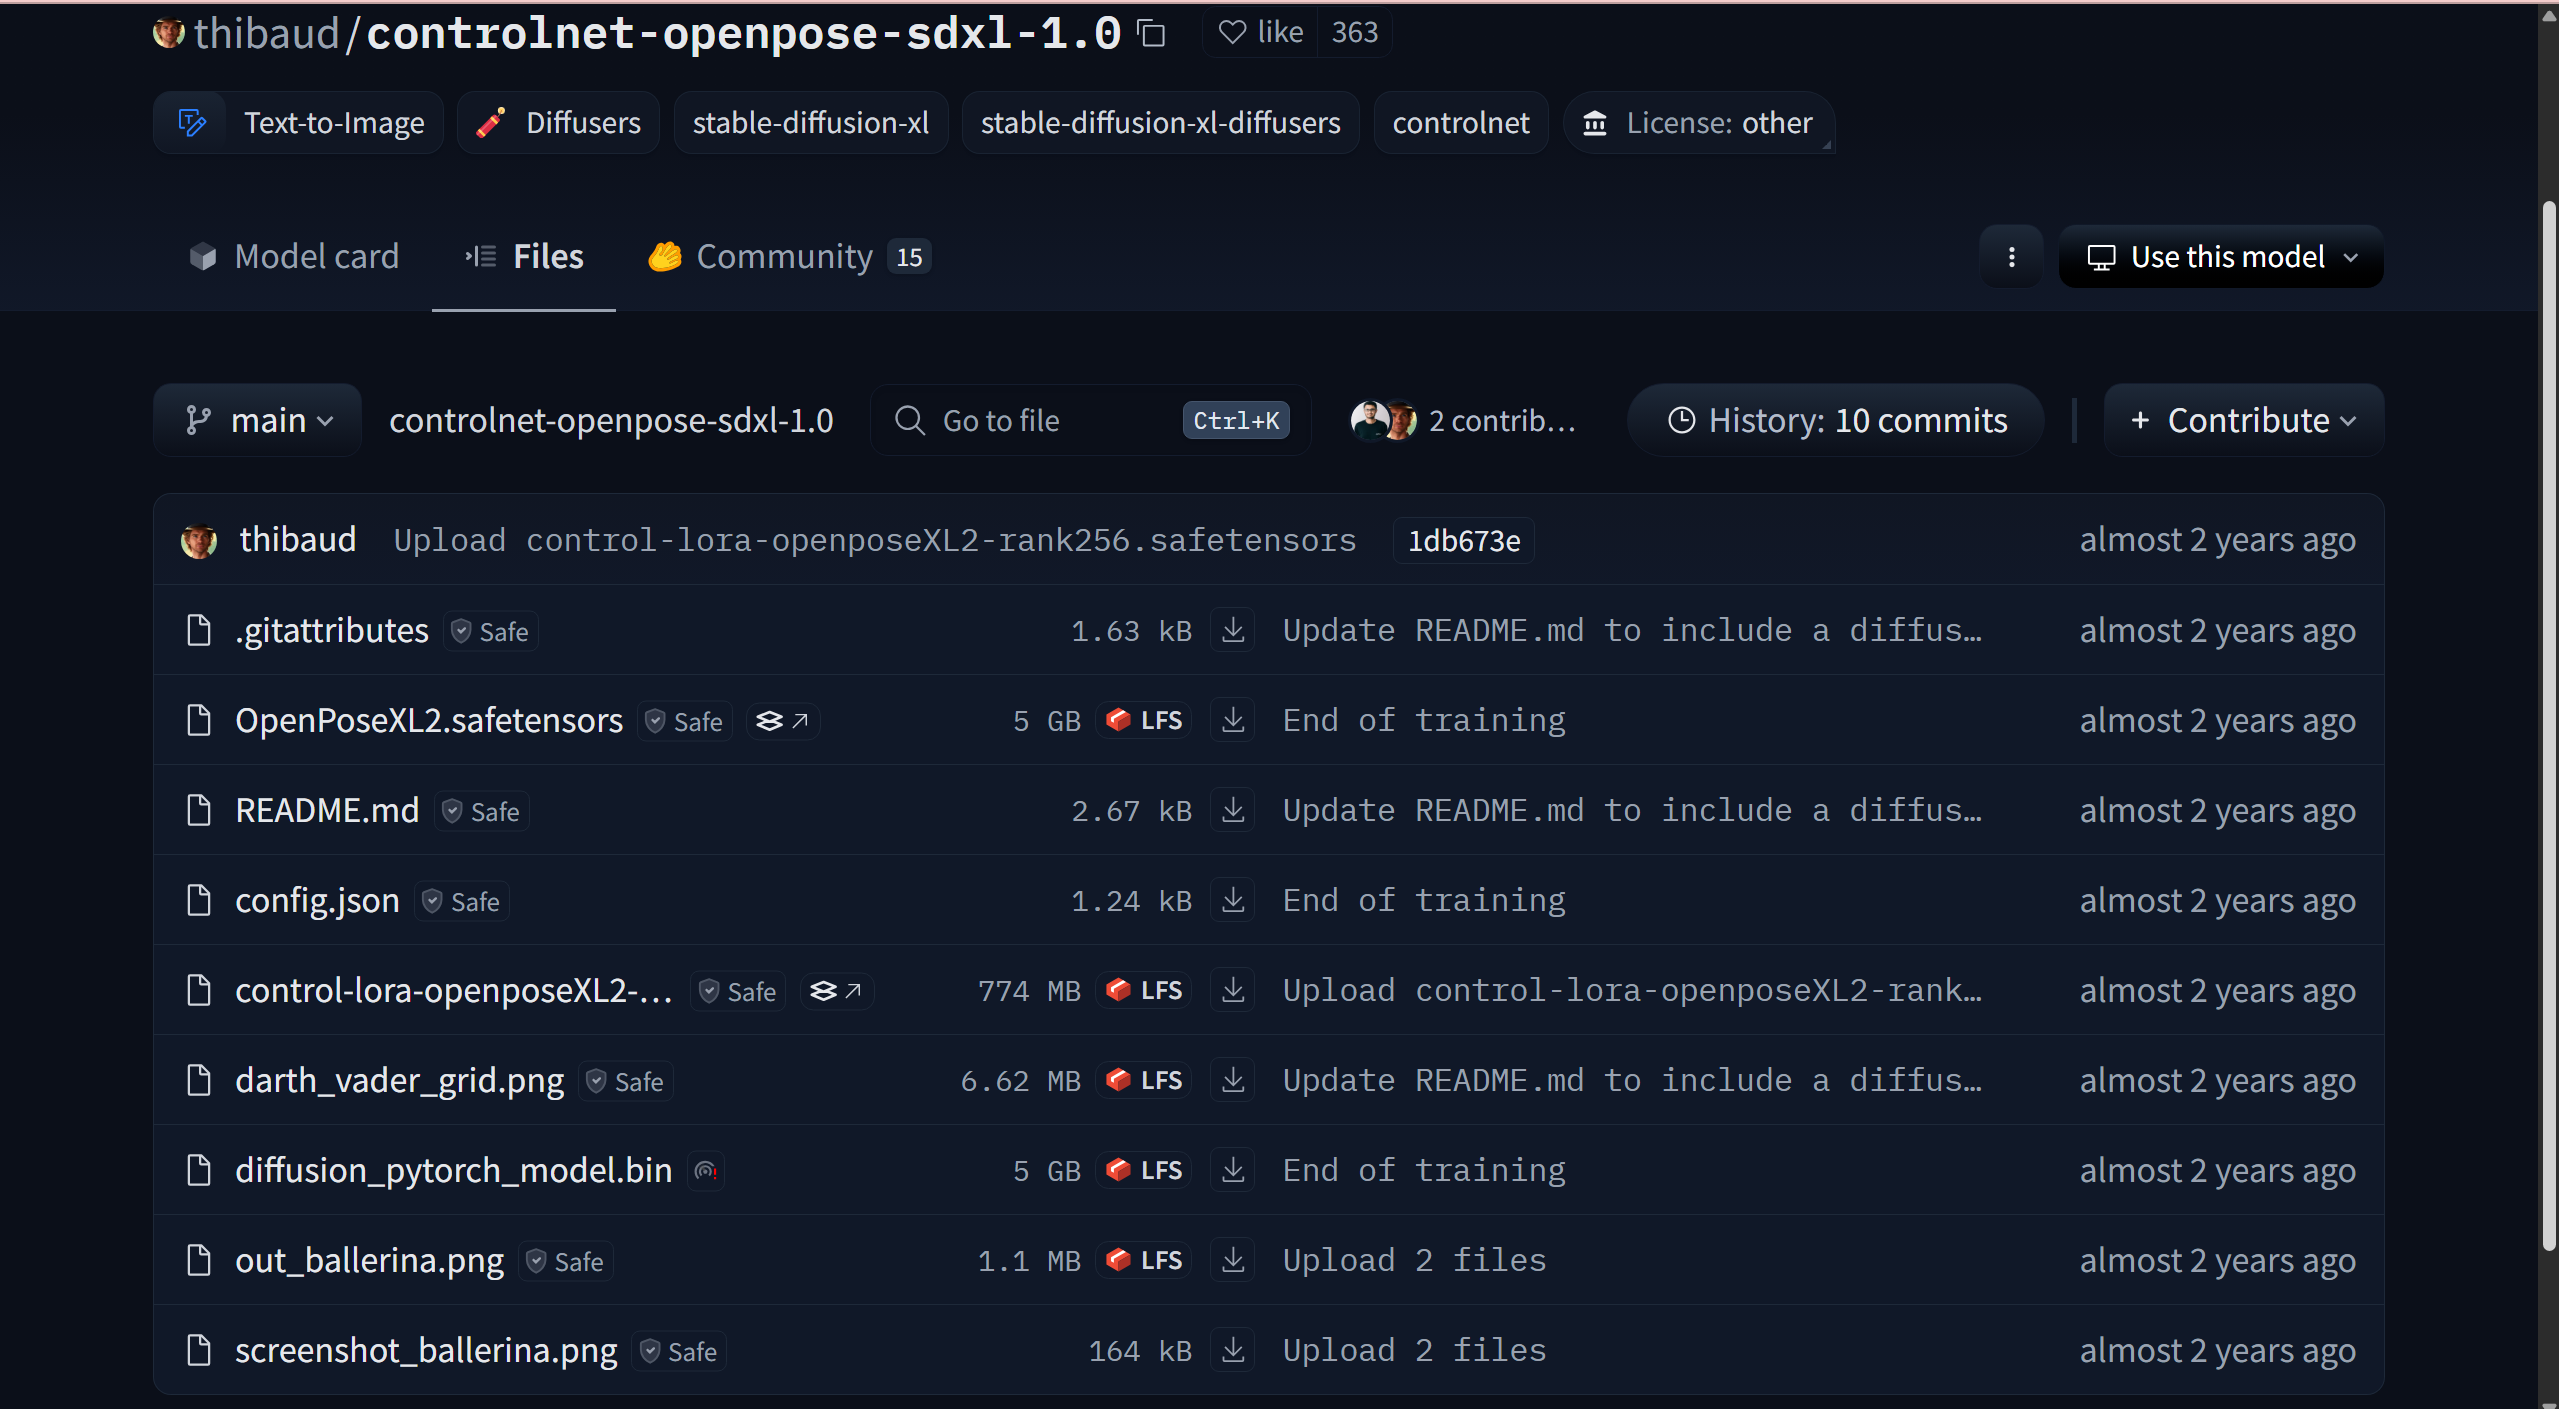 thibaud/controlnet-openpose-sdxl-1.0 like 363
Text-to-Image Diffusers stable-diffusion-xl stable-diffusion-xl-diffusers controlnet License: other
Model card Files Community 15 Use this model
main controlnet-openpose-sdxl-1.0 Go to file Ctrl+K 2 contrib… History: 10 commits + Contribute
thibaud Upload control-lora-openposeXL2-rank256.safetensors 1db673e almost 2 years ago
.gitattributes Safe 1.63 kB Update README.md to include a diffus… almost 2 years ago
OpenPoseXL2.safetensors Safe 5 GB LFS End of training almost 2 years ago
README.md Safe 2.67 kB Update README.md to include a diffus… almost 2 years ago
config.json Safe 1.24 kB End of training almost 2 years ago
control-lora-openposeXL2-… Safe 774 MB LFS Upload control-lora-openposeXL2-rank… almost 2 years ago
darth_vader_grid.png Safe 6.62 MB LFS Update README.md to include a diffus… almost 2 years ago
diffusion_pytorch_model.bin 5 GB LFS End of training almost 2 years ago
out_ballerina.png Safe 1.1 MB LFS Upload 2 files almost 2 years ago
screenshot_ballerina.png Safe 164 kB Upload 2 files almost 2 years ago